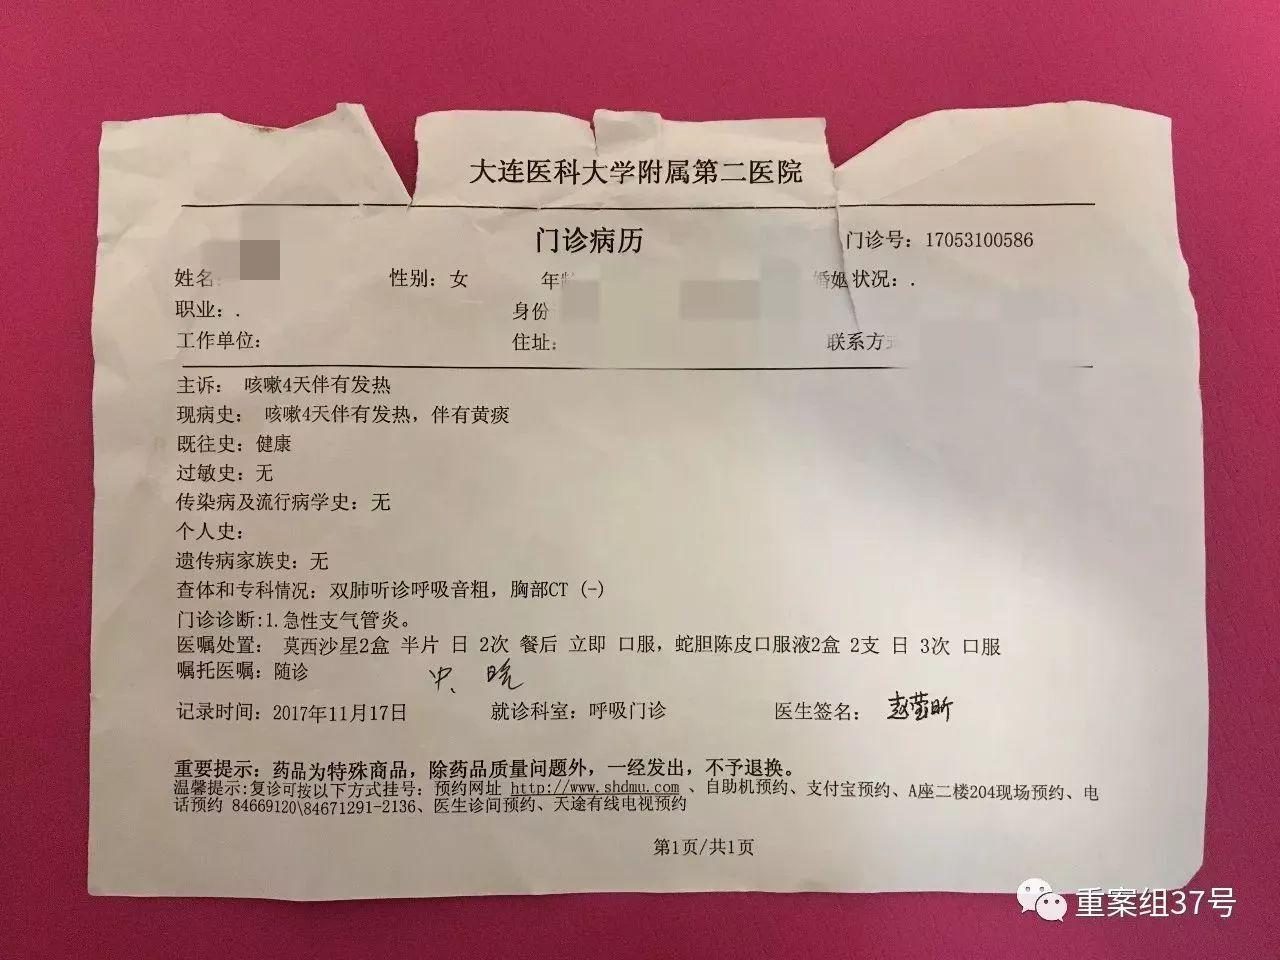 大连医科大学附属第二医院
门诊病历
门诊号：17053100586
姓名： 性别：女 年龄 婚姻状况：.
职业：. 身份
工作单位： 住址： 联系方式
主诉： 咳嗽4天伴有发热
现病史： 咳嗽4天伴有发热，伴有黄痰
既往史：健康
过敏史：无
传染病及流行病学史：无
个人史：
遗传病家族史：无
查体和专科情况：双肺听诊呼吸音粗，胸部CT (-)
门诊诊断:1.急性支气管炎。
医嘱处置： 莫西沙星2盒 半片 日 2次 餐后 立即 口服，蛇胆陈皮口服液2盒 2支 日 3次 口服
嘱托医嘱：随诊
中、晚
记录时间：2017年11月17日 就诊科室：呼吸门诊 医生签名： 赵莹昕
重要提示：药品为特殊商品，除药品质量问题外，一经发出，不予退换。
温馨提示:复诊可按以下方式挂号：预约网址 http://www.shdmu.com 、自助机预约、支付宝预约、A座二楼204现场预约、电
话预约 84669120\84671291-2136、医生诊间预约、天途有线电视预约
第1页/共1页
重案组37号